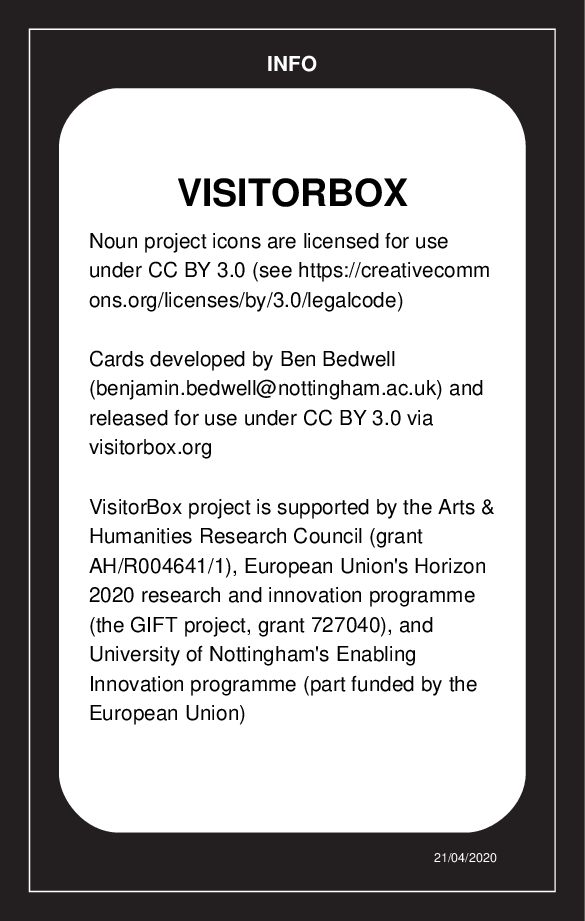 INFO
VISITORBOX
Noun project icons are licensed for use
under CC BY 3.0 (see https://creativecomm
ons.org/licenses/by/3.0/legalcode)
Cards developed by Ben Bedwell
(benjamin.bedwell@nottingham.ac.uk) and
released for use under CC BY 3.0 via
visitorbox.org
VisitorBox project is supported by the Arts &
Humanities Research Council (grant
AH/R004641/1), European Union's Horizon
2020 research and innovation programme
(the GIFT project, grant 727040), and
University of Nottingham's Enabling
Innovation programme (part funded by the
European Union)
21/04/2020